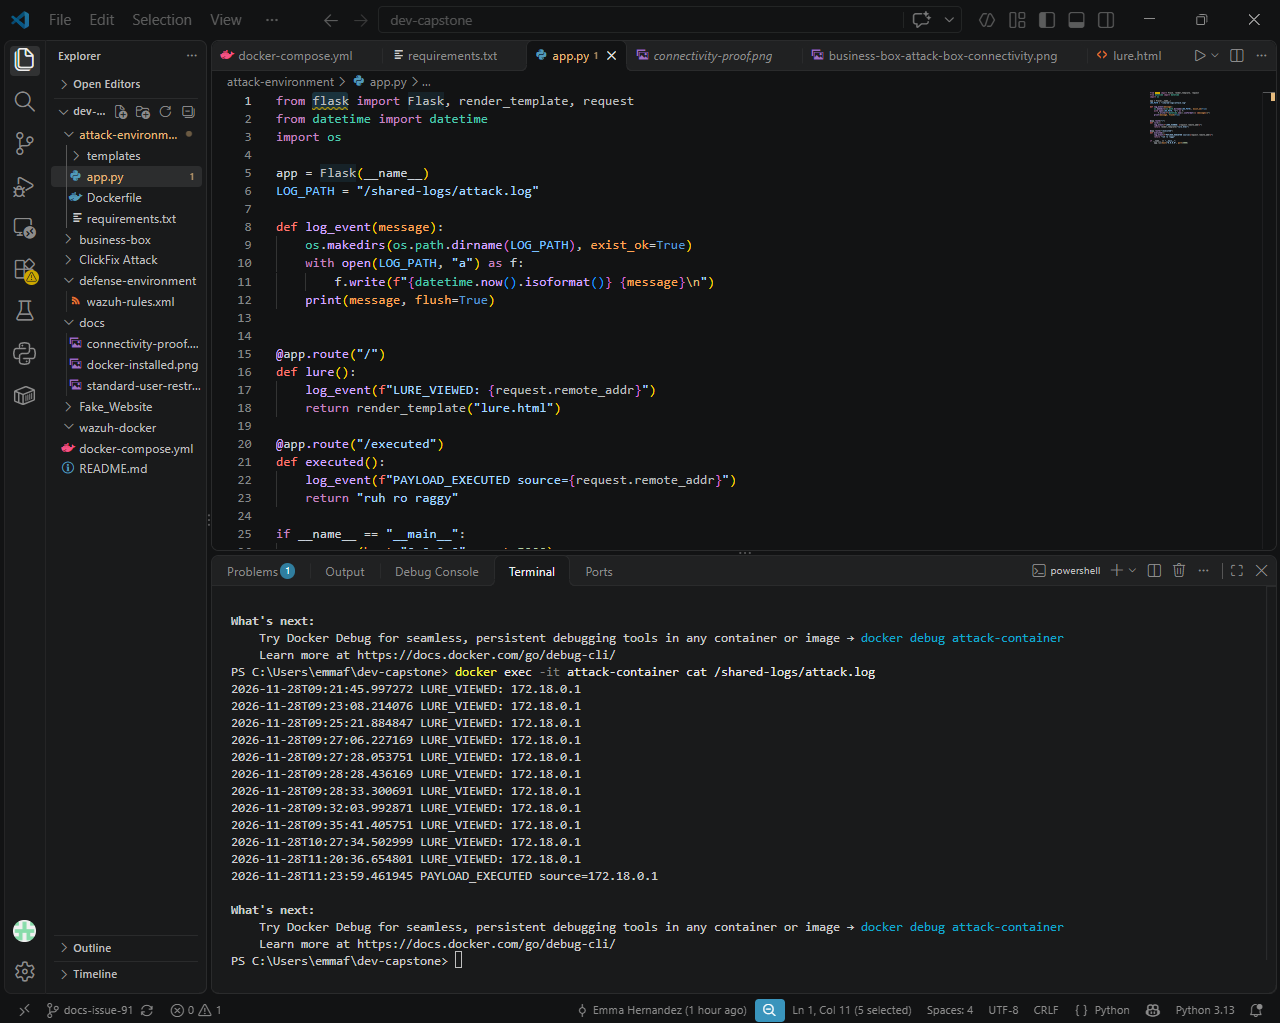 File Edit Selection View ··· dev-capstone
Explorer ···
Open Editors
dev-...
attack-environm...
templates
app.py 1
Dockerfile
requirements.txt
business-box
ClickFix Attack
defense-environment
wazuh-rules.xml
docs
connectivity-proof....
docker-installed.png
standard-user-restr...
Fake_Website
wazuh-docker
docker-compose.yml
README.md
Outline
Timeline
docker-compose.yml requirements.txt app.py 1 connectivity-proof.png business-box-attack-box-connectivity.png lure.html
attack-environment > app.py > ...
1 from flask import Flask, render_template, request
2 from datetime import datetime
3 import os
4
5 app = Flask(__name__)
6 LOG_PATH = "/shared-logs/attack.log"
7
8 def log_event(message):
9 os.makedirs(os.path.dirname(LOG_PATH), exist_ok=True)
10 with open(LOG_PATH, "a") as f:
11 f.write(f"{datetime.now().isoformat()} {message}\n")
12 print(message, flush=True)
13
14
15 @app.route("/")
16 def lure():
17 log_event(f"LURE_VIEWED: {request.remote_addr}")
18 return render_template("lure.html")
19
20 @app.route("/executed")
21 def executed():
22 log_event(f"PAYLOAD_EXECUTED source={request.remote_addr}")
23 return "ruh ro raggy"
24
25 if __name__ == "__main__":
Problems 1 Output Debug Console Terminal Ports powershell
What's next:
Try Docker Debug for seamless, persistent debugging tools in any container or image → docker debug attack-container
Learn more at https://docs.docker.com/go/debug-cli/
PS C:\Users\emmaf\dev-capstone> docker exec -it attack-container cat /shared-logs/attack.log
2026-11-28T09:21:45.997272 LURE_VIEWED: 172.18.0.1
2026-11-28T09:23:08.214076 LURE_VIEWED: 172.18.0.1
2026-11-28T09:25:21.884847 LURE_VIEWED: 172.18.0.1
2026-11-28T09:27:06.227169 LURE_VIEWED: 172.18.0.1
2026-11-28T09:27:28.053751 LURE_VIEWED: 172.18.0.1
2026-11-28T09:28:28.436169 LURE_VIEWED: 172.18.0.1
2026-11-28T09:28:33.300691 LURE_VIEWED: 172.18.0.1
2026-11-28T09:32:03.992871 LURE_VIEWED: 172.18.0.1
2026-11-28T09:35:41.405751 LURE_VIEWED: 172.18.0.1
2026-11-28T10:27:34.502999 LURE_VIEWED: 172.18.0.1
2026-11-28T11:20:36.654801 LURE_VIEWED: 172.18.0.1
2026-11-28T11:23:59.461945 PAYLOAD_EXECUTED source=172.18.0.1
What's next:
Try Docker Debug for seamless, persistent debugging tools in any container or image → docker debug attack-container
Learn more at https://docs.docker.com/go/debug-cli/
PS C:\Users\emmaf\dev-capstone>
docs-issue-91 0 1 Emma Hernandez (1 hour ago) Ln 1, Col 11 (5 selected) Spaces: 4 UTF-8 CRLF { } Python Python 3.13